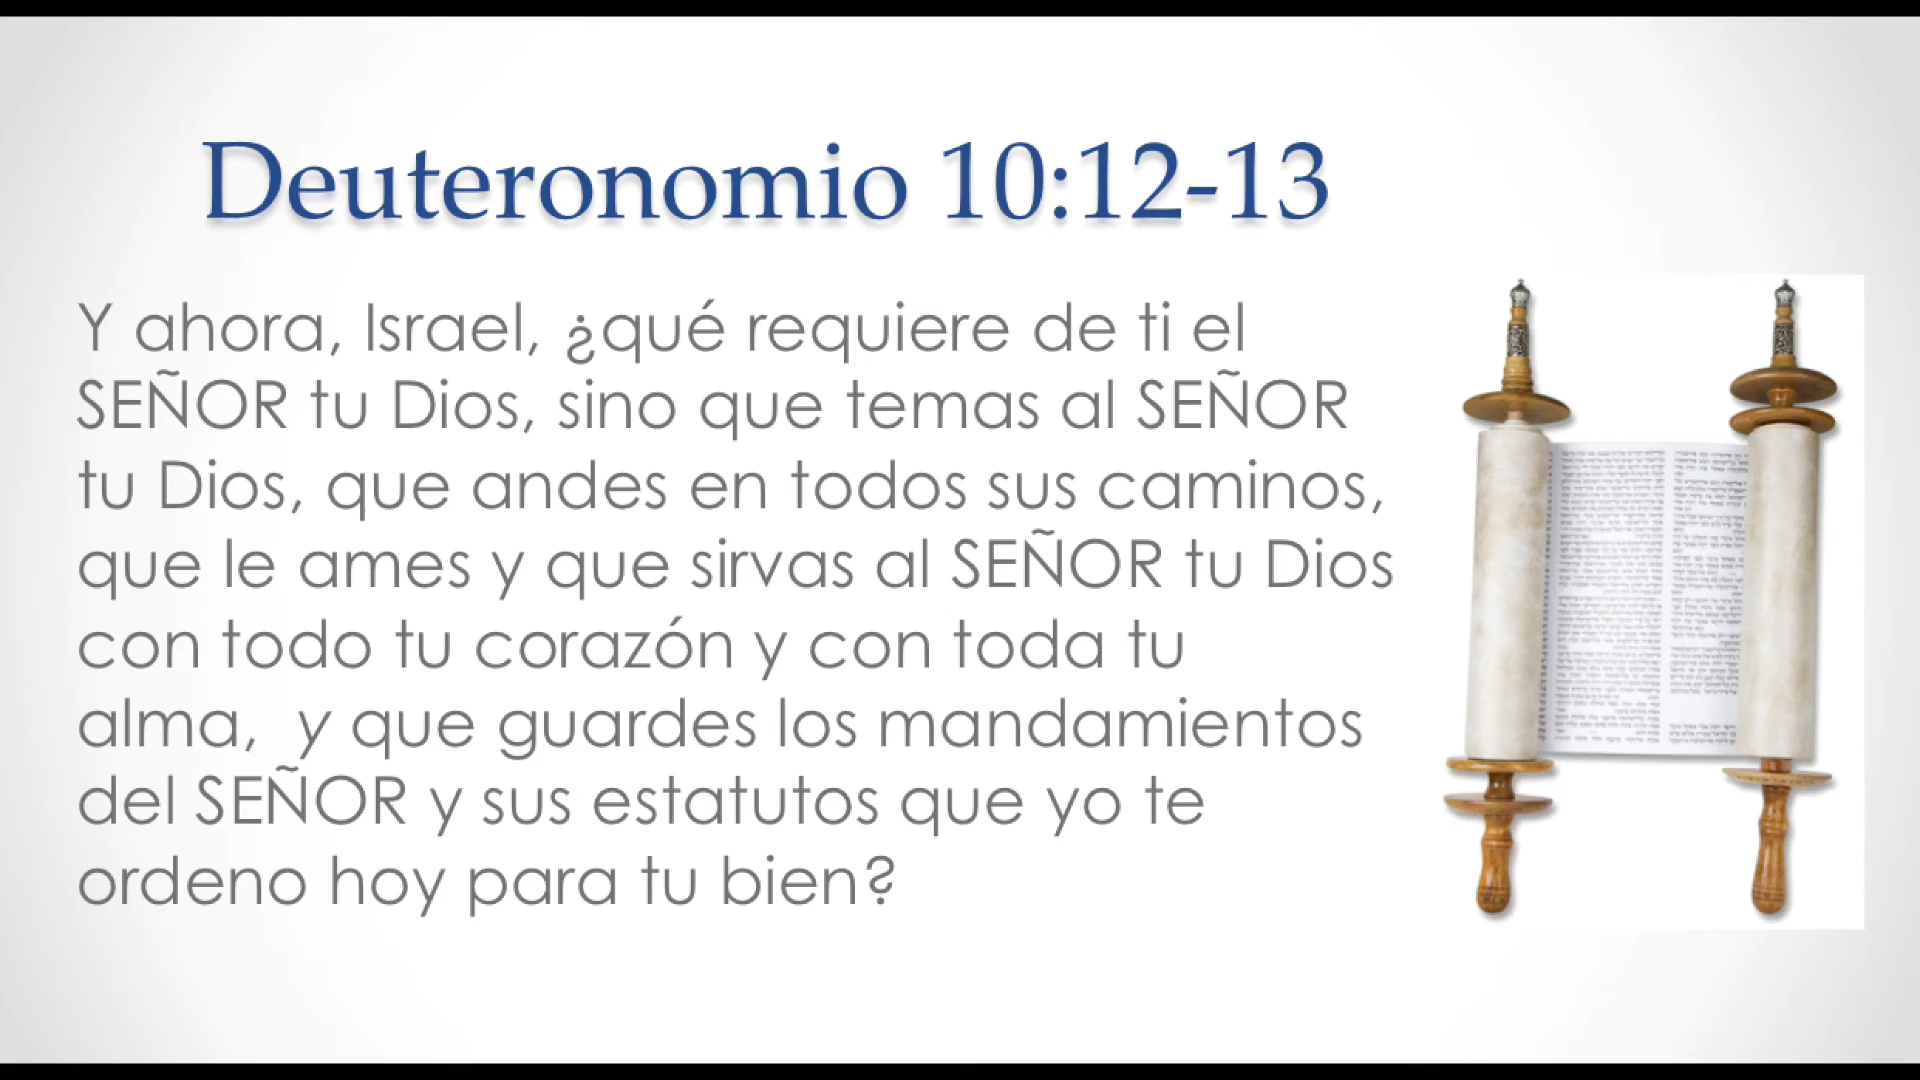 Deuteronomio 10:12-13
Y ahora, Israel, ¿qué requiere de ti el
SEÑOR tu Dios, sino que temas al SEÑOR
tu Dios, que andes en todos sus caminos,
que le ames y que sirvas al SEÑOR tu Dios
con todo tu corazón y con toda tu
alma,  y que guardes los mandamientos
del SEÑOR y sus estatutos que yo te
ordeno hoy para tu bien?